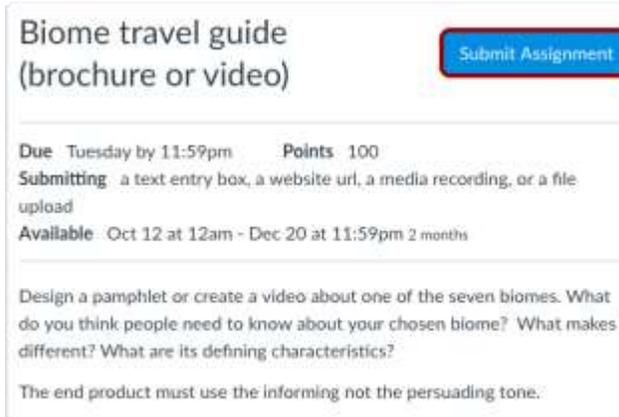 Biome travel guide
(brochure or video)
Submit Assignment
Due Tuesday by 11:59pm Points 100
Submitting a text entry box, a website url, a media recording, or a file
upload
Available Oct 12 at 12am - Dec 20 at 11:59pm 2 months
Design a pamphlet or create a video about one of the seven biomes. What
do you think people need to know about your chosen biome? What makes
different? What are its defining characteristics?
The end product must use the informing not the persuading tone.